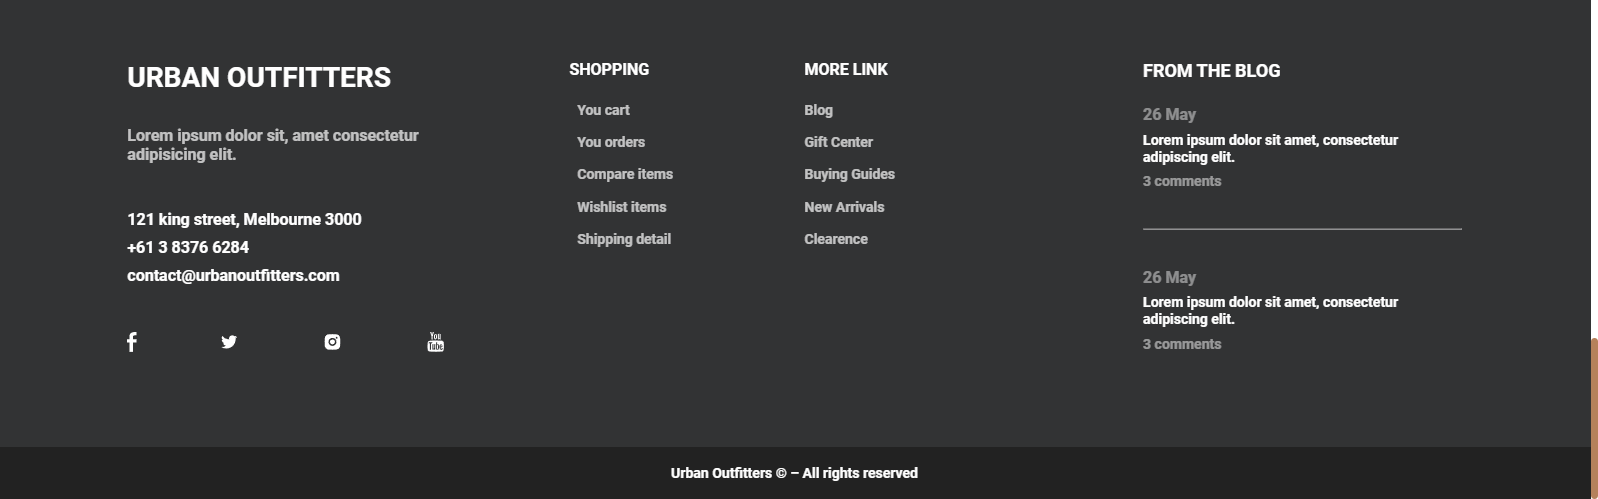 URBAN OUTFITTERS
Lorem ipsum dolor sit, amet consectetur
adipisicing elit.
121 king street, Melbourne 3000
+61 3 8376 6284
contact@urbanoutfitters.com
You
Tube
SHOPPING
You cart
You orders
Compare items
Wishlist items
Shipping detail
MORE LINK
Blog
Gift Center
Buying Guides
New Arrivals
Clearence
FROM THE BLOG
26 May
Lorem ipsum dolor sit amet, consectetur
adipiscing elit.
3 comments
26 May
Lorem ipsum dolor sit amet, consectetur
adipiscing elit.
3 comments
Urban Outfitters © – All rights reserved